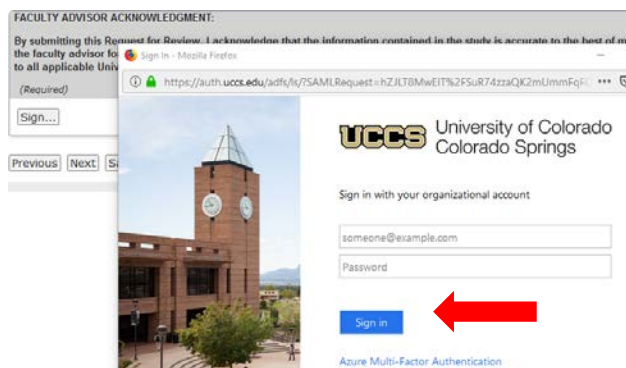 FACULTY ADVISOR ACKNOWLEDGMENT:
By submitting this Request for Review, I acknowledge that the information contained in the study is accurate to the best of m
the faculty advisor fo
to all applicable Univ
(Required)
Sign...
Previous Next
Sign In - Mozilla Firefox
https://auth.uccs.edu/adfs/ls/?SAMLRequest=
UCCS University of Colorado
Colorado Springs
Sign in with your organizational account
someone@example.com
Password
Sign in
Azure Multi-Factor Authentication